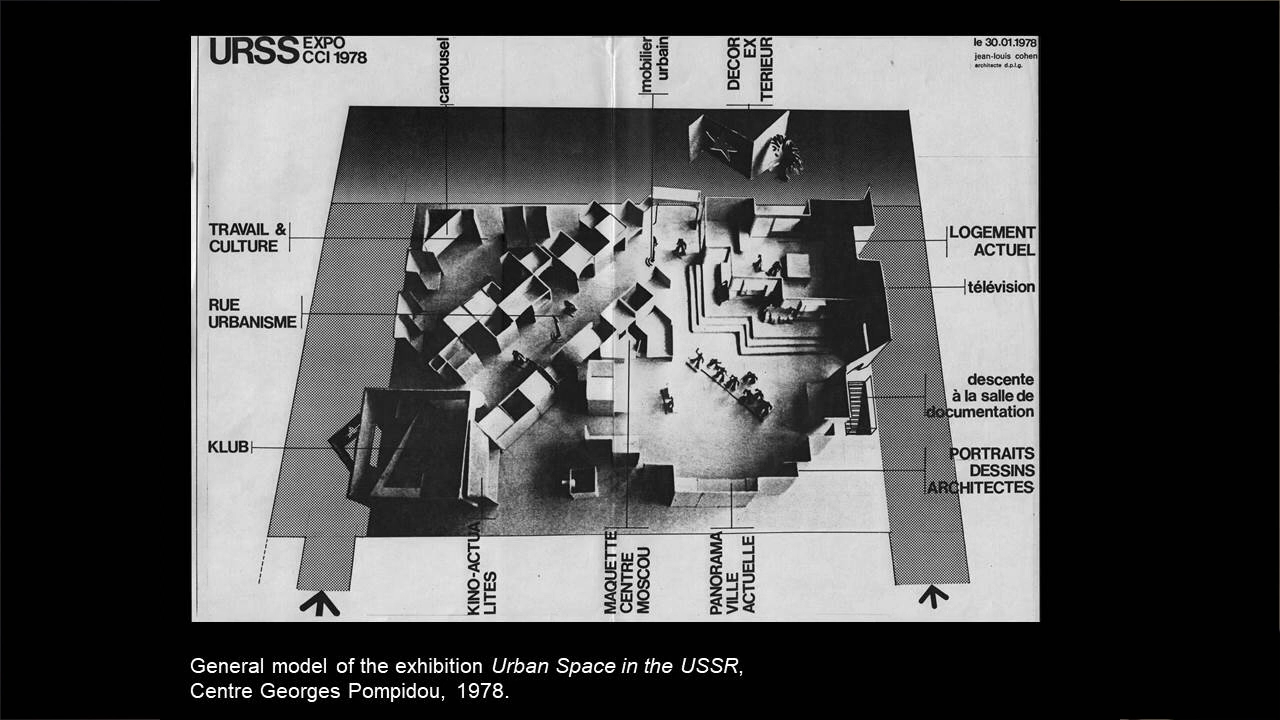 URSS EXPO
CCI 1978
le 30.01.1978
jean-louis cohen
architecte d.p.l.g.
carrousel
mobilier
urbain
DECOR
EX
TERIEUR
TRAVAIL &
CULTURE
LOGEMENT
ACTUEL
télévision
RUE
URBANISME
descente
à la salle de
documentation
KLUB
PORTRAITS
DESSINS
ARCHITECTES
KINO-ACTUA
LITES
MAQUETTE
CENTRE
MOSCOU
PANORAMA
VILLE
ACTUELLE
General model of the exhibition Urban Space in the USSR,
Centre Georges Pompidou, 1978.